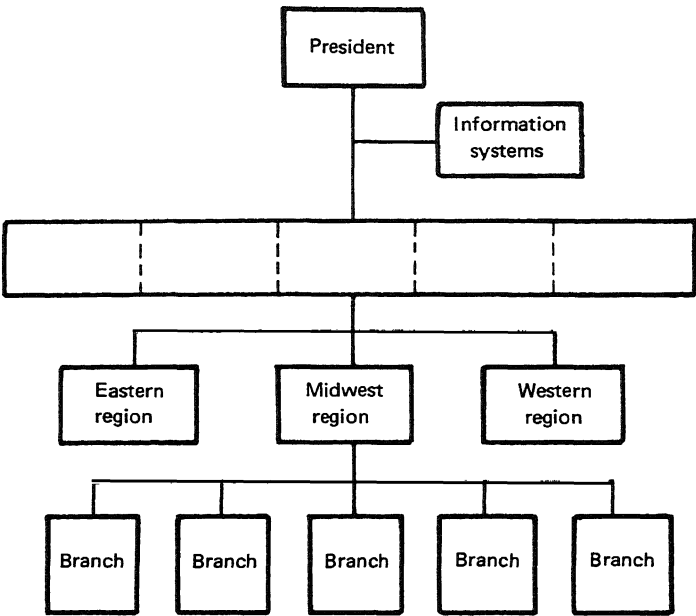 President
Information
systems
Eastern
region
Midwest
region
Western
region
Branch
Branch
Branch
Branch
Branch